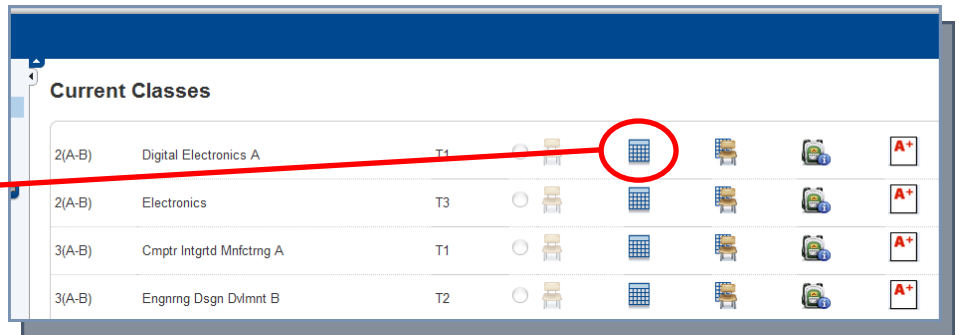 Current Classes
2(A-B) Digital Electronics A T1 A+
2(A-B) Electronics T3 A+
3(A-B) Cmptr Intgrtd Mnfctrng A T1 A+
3(A-B) Engnrng Dsgn Dvlmnt B T2 A+